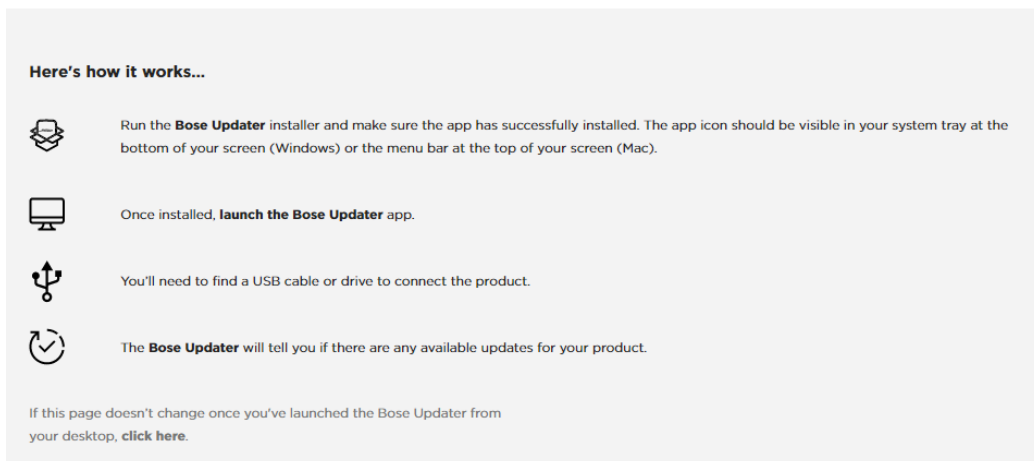 Here's how it works...
Run the Bose Updater installer and make sure the app has successfully installed. The app icon should be visible in your system tray at the
bottom of your screen (Windows) or the menu bar at the top of your screen (Mac).
Once installed, launch the Bose Updater app.
You'll need to find a USB cable or drive to connect the product.
The Bose Updater will tell you if there are any available updates for your product.
If this page doesn't change once you've launched the Bose Updater from
your desktop, click here.